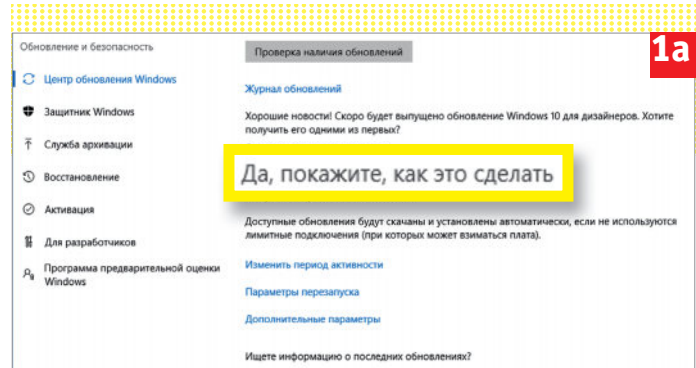 Обновление и безопасность
Центр обновления Windows
Защитник Windows
Служба архивации
Восстановление
Активация
Для разработчиков
Программа предварительной оценки
Windows
Проверка наличия обновлений
1a
Журнал обновлений
Хорошие новости! Скоро будет выпущено обновление Windows 10 для дизайнеров. Хотите
получить его одними из первых?
Да, покажите, как это сделать
Доступные обновления будут скачаны и установлены автоматически, если не используются
лимитные подключения (при которых может взиматься плата).
Изменить период активности
Параметры перезапуска
Дополнительные параметры
Ищете информацию о последних обновлениях?